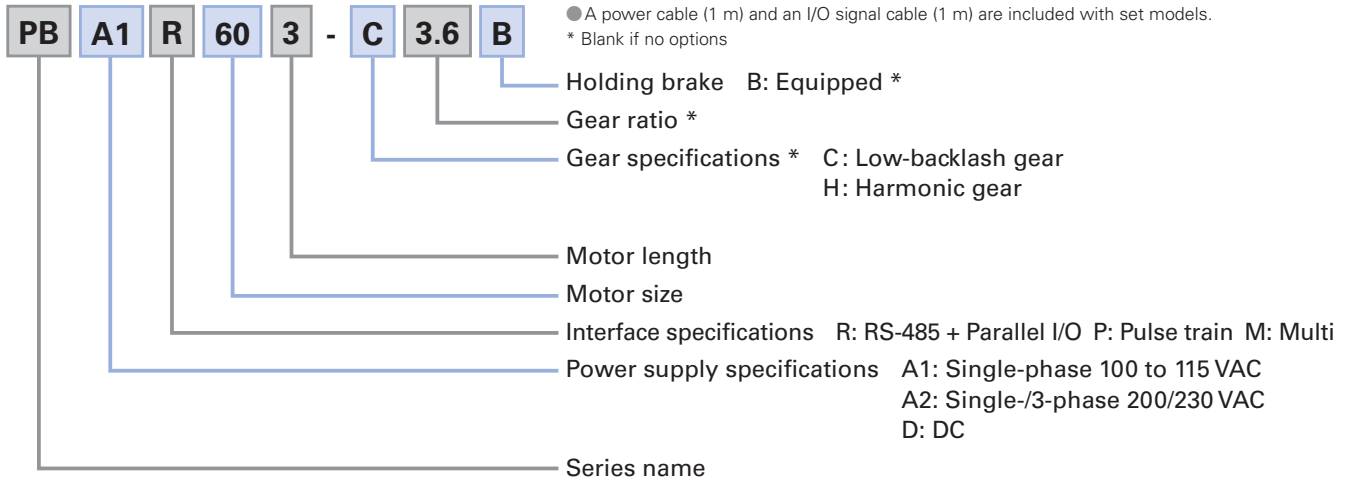 PB A1 R 60 3 - C 3.6 B
●A power cable (1 m) and an I/O signal cable (1 m) are included with set models.
* Blank if no options
Holding brake B: Equipped *
Gear ratio *
Gear specifications * C: Low-backlash gear
H: Harmonic gear
Motor length
Motor size
Interface specifications R: RS-485 + Parallel I/O P: Pulse train M: Multi
Power supply specifications A1: Single-phase 100 to 115 VAC
A2: Single-/3-phase 200/230 VAC
D: DC
Series name